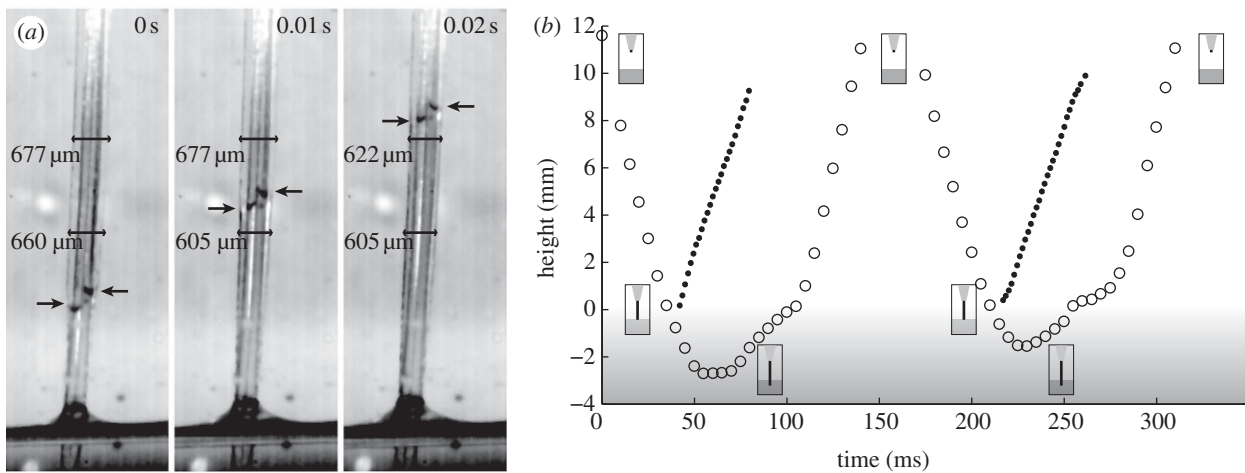 (a)
0 s
677 µm
660 µm
0.01 s
677 µm
605 µm
0.02 s
622 µm
605 µm
(b)
12
10
8
6
4
2
0
−2
−4
height (mm)
0 50 100 150 200 250 300
time (ms)